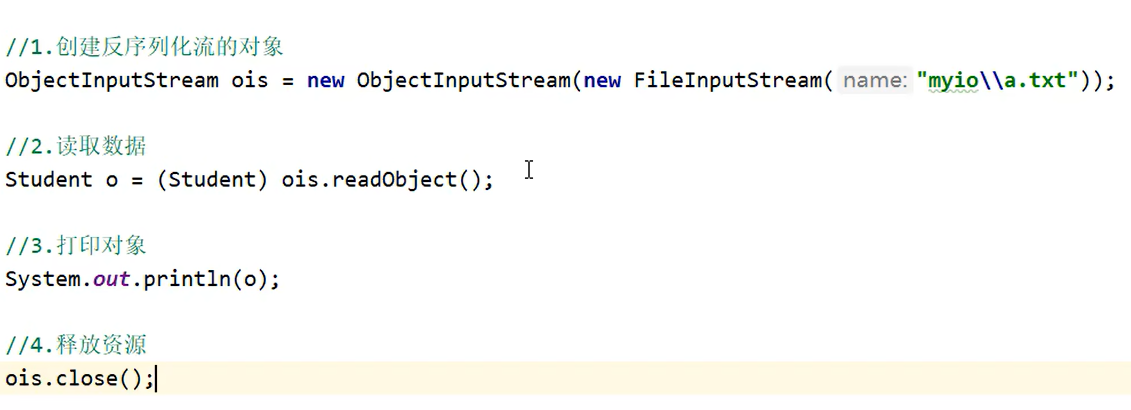 //1.创建反序列化流的对象
ObjectInputStream ois = new ObjectInputStream(new FileInputStream( name: "myio\\a.txt"));
//2.读取数据
Student o = (Student) ois.readObject();
//3.打印对象
System.out.println(o);
//4.释放资源
ois.close();